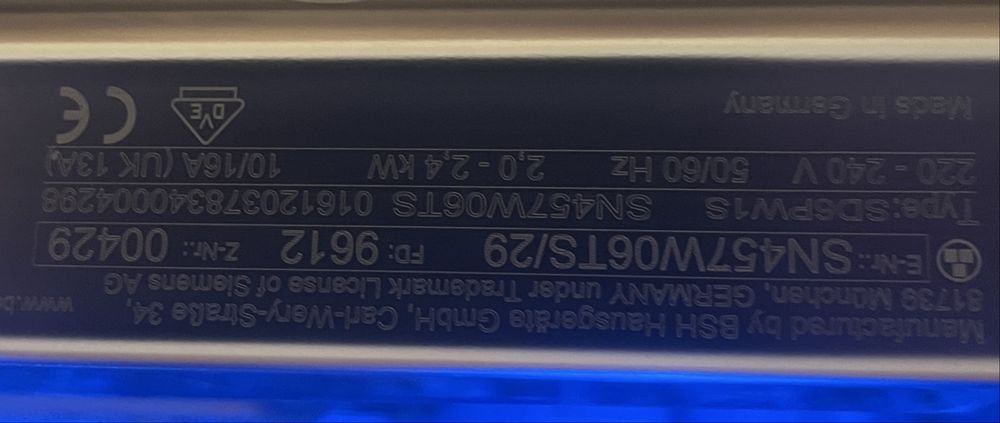 Manufactured by BSH Hausgeräte GmbH, Carl-Wery-Straße 34,
81739 München, GERMANY under Trademark License of Siemens AG
E-Nr.: SN457W06TS/29 FD: 9612 Z-Nr.: 00429
Type:SD6PW1S SN457W06TS 016120378340004298
220 - 240 V 50/60 Hz 2,0 - 2,4 kW 10/16A (UK 13A)
Made in Germany DVE CE